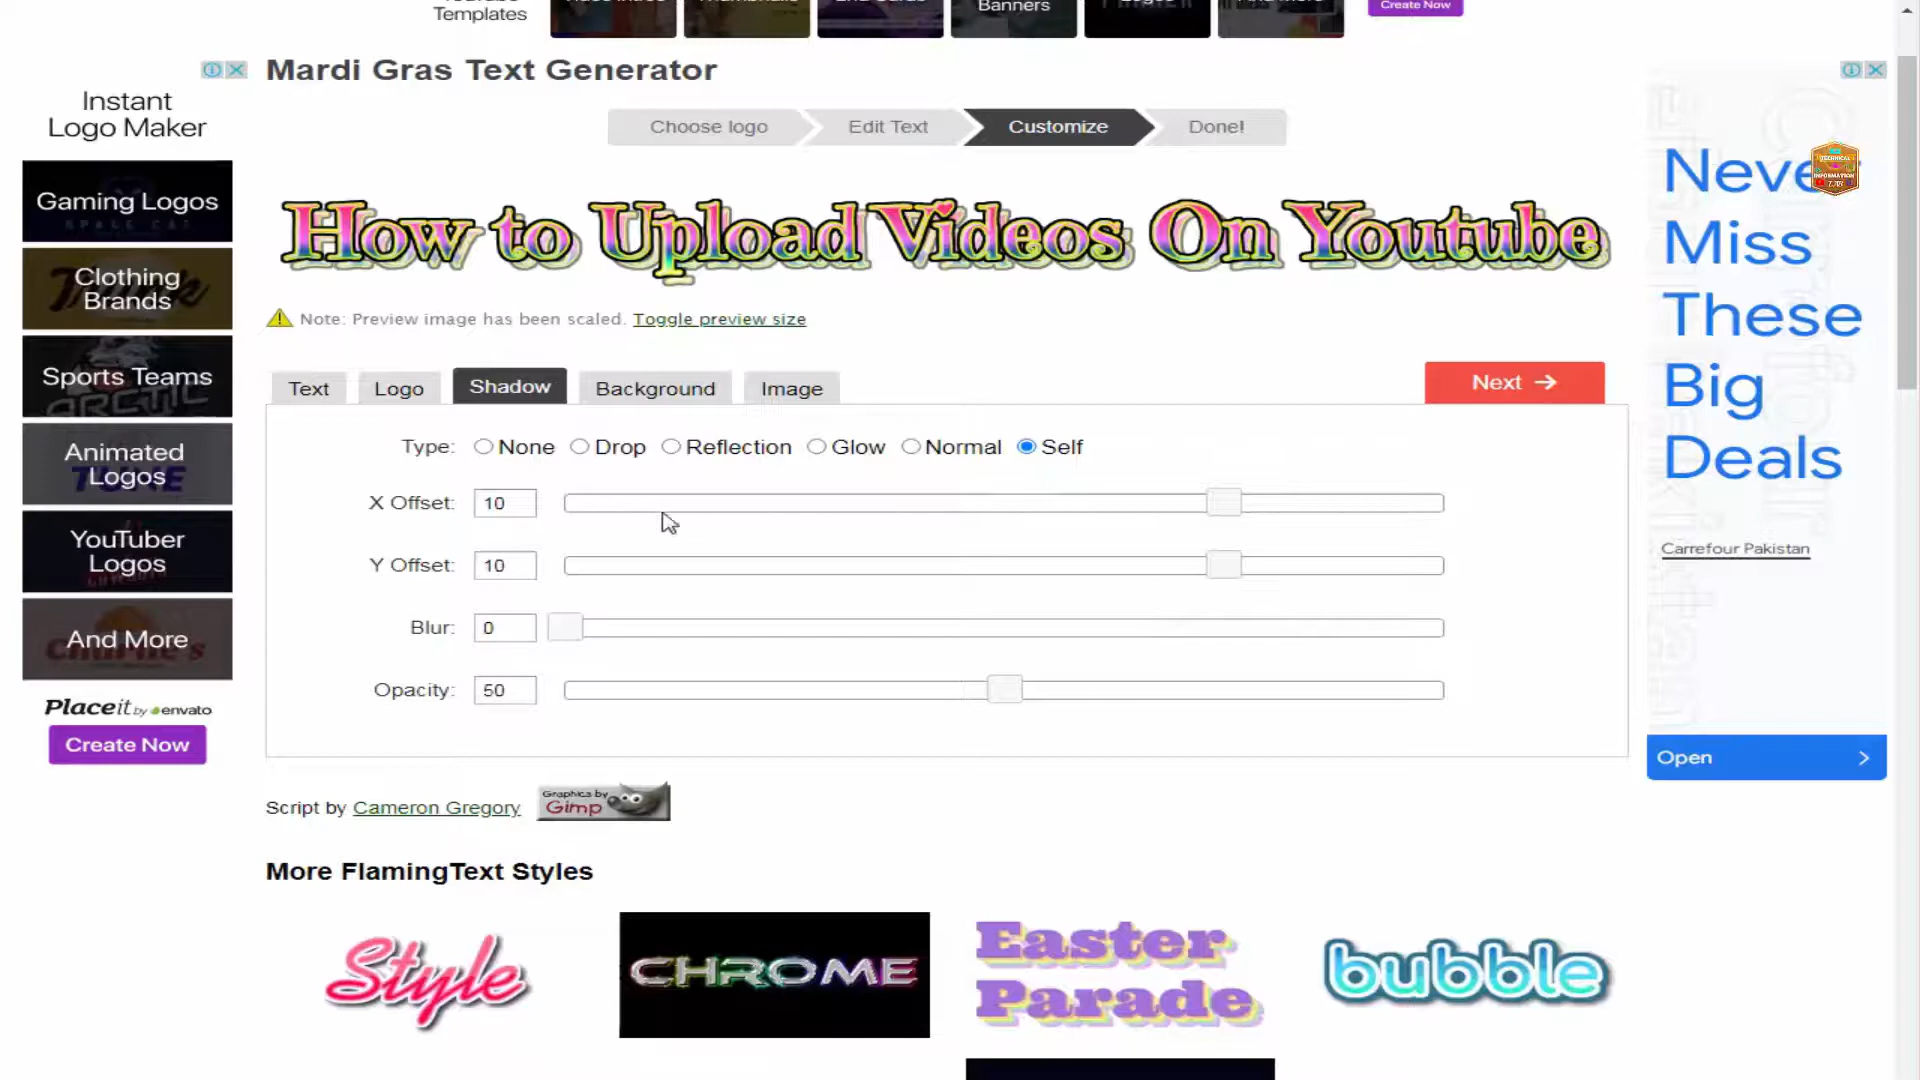 Templates
Banners
Create Now
Mardi Gras Text Generator
Instant
Logo Maker
Choose logo
Edit Text
Customize
Done!
Gaming Logos
Clothing
Brands
Sports Teams
ARCTIC
Animated
Logos
YouTuber
Logos
And More
Placeit by envato
Create Now
How to Upload Videos On Youtube
Note: Preview image has been scaled. Toggle preview size
Text
Logo
Shadow
Background
Image
Next
Type: None Drop Reflection Glow Normal Self
X Offset: 10
Y Offset: 10
Blur: 0
Opacity: 50
Script by Cameron Gregory
Graphics by
Gimp
More FlamingText Styles
Style
CHROME
Easter
Parade
bubble
Never
Miss
These
Big
Deals
TECHNICAL
INFORMATION
Carrefour Pakistan
Open